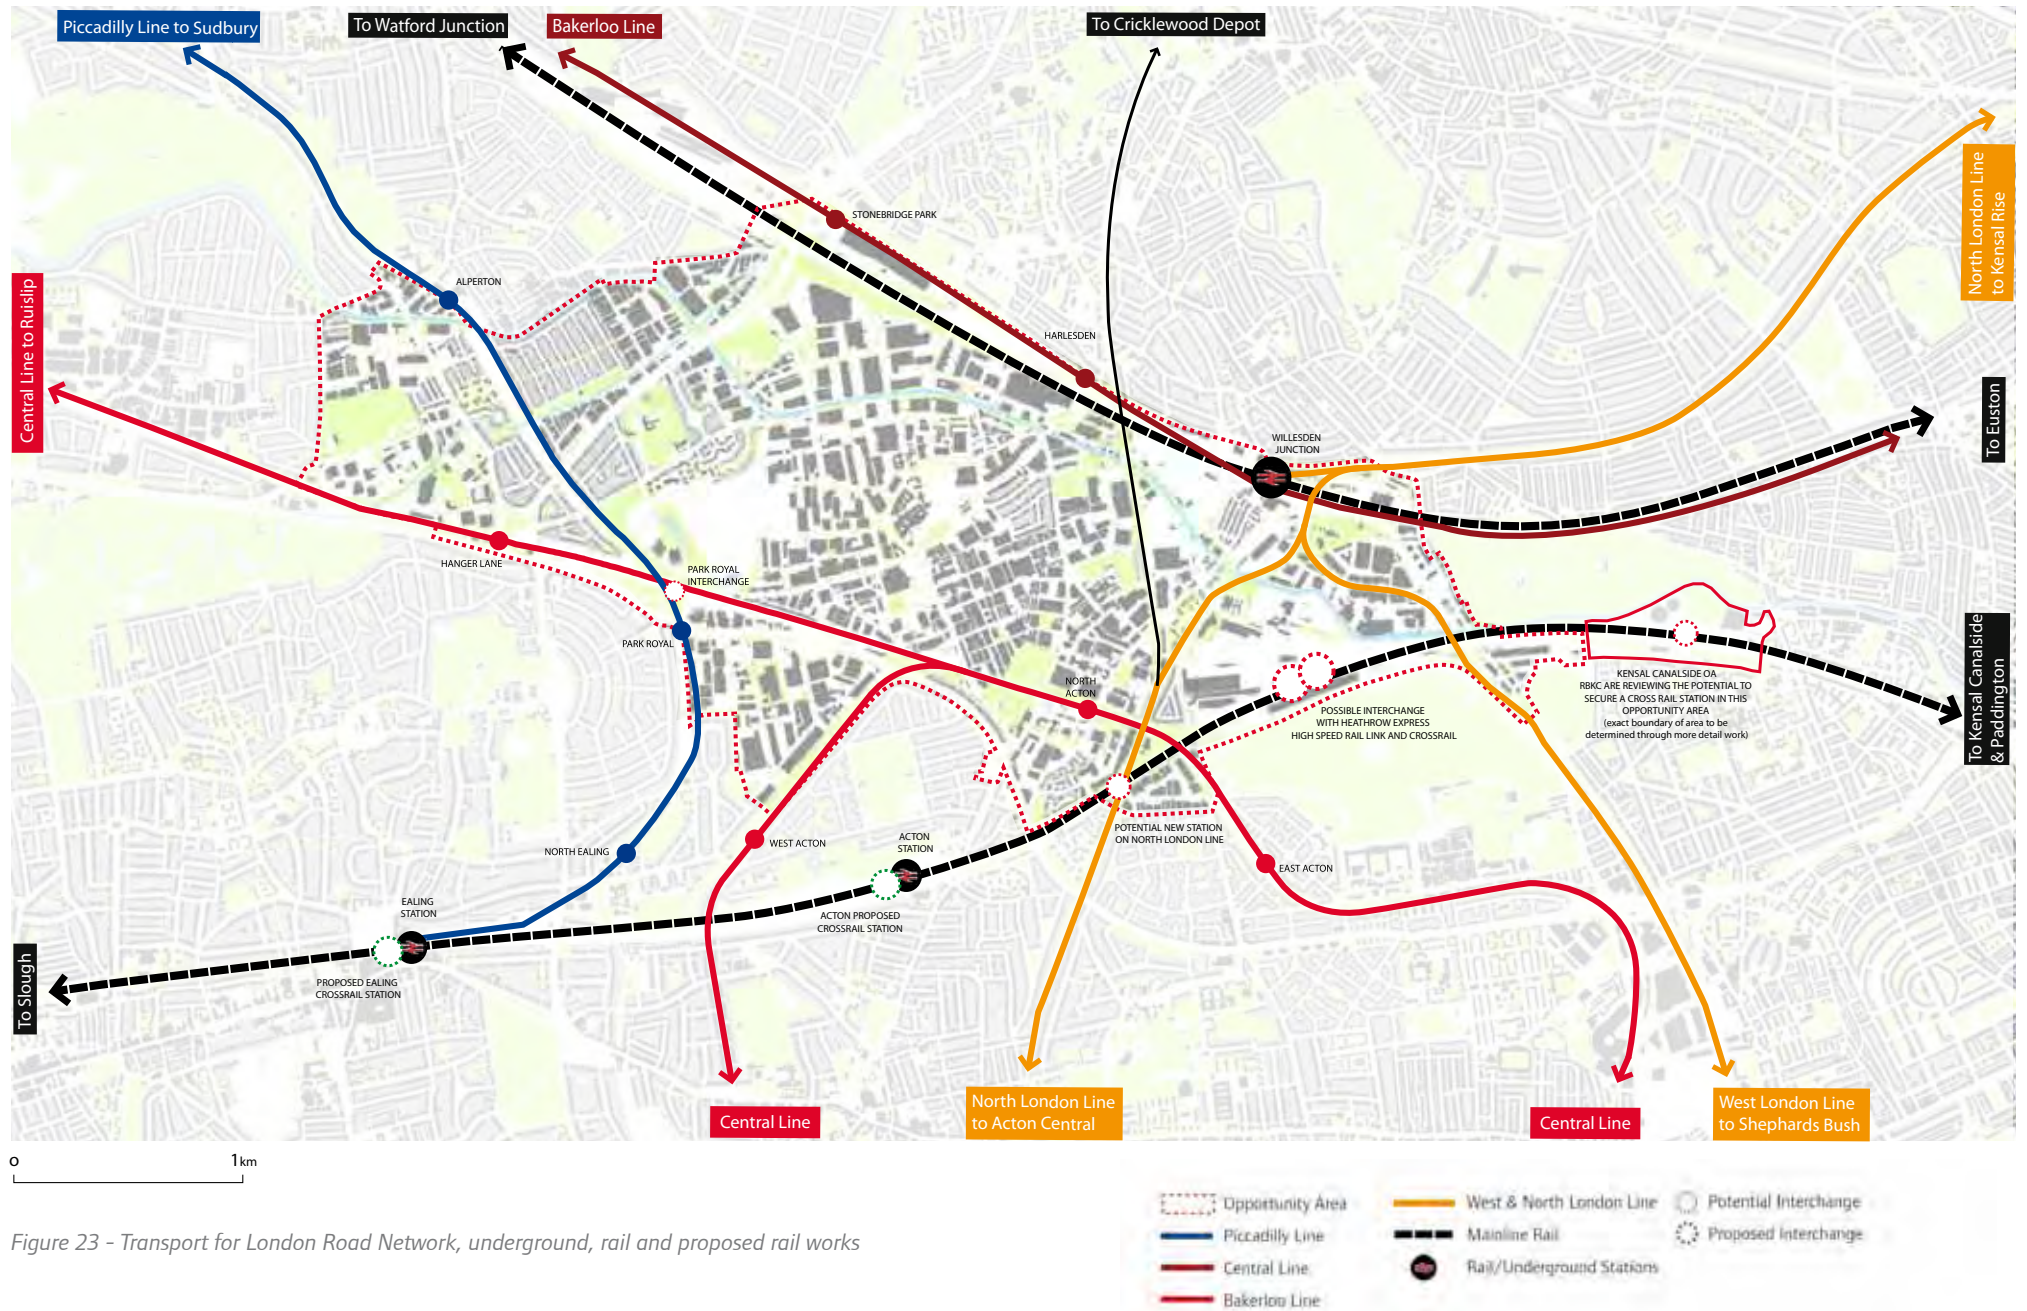 Piccadilly Line to Sudbury
To Watford Junction
Bakerloo Line
To Cricklewood Depot
North London Line
to Kensal Rise
STONEBRIDGE PARK
ALPERTON
Central Line to Ruislip
HARLESDEN
To Euston
WILLESDEN
JUNCTION
HANGER LANE
PARK ROYAL
INTERCHANGE
PARK ROYAL
To Kensal Canalside
& Paddington
NORTH
ACTON
KENSAL CANALSIDE OA
RBKC ARE REVIEWING THE POTENTIAL TO
SECURE A CROSS RAIL STATION IN THIS
OPPORTUNITY AREA
(exact boundary of area to be
determined through more detail work)
POSSIBLE INTERCHANGE
WITH HEATHROW EXPRESS
HIGH SPEED RAIL LINK AND CROSSRAIL
POTENTIAL NEW STATION
ON NORTH LONDON LINE
NORTH EALING
WEST ACTON
ACTON
STATION
EAST ACTON
EALING
STATION
ACTON PROPOSED
CROSSRAIL STATION
To Slough
PROPOSED EALING
CROSSRAIL STATION
Central Line
North London Line
to Acton Central
Central Line
West London Line
to Shephards Bush
0
1km
Opportunity Area
Piccadilly Line
Central Line
Bakerloo Line
West & North London Line
Mainline Rail
Rail/Underground Stations
Potential Interchange
Proposed Interchange
Figure 23 - Transport for London Road Network, underground, rail and proposed rail works